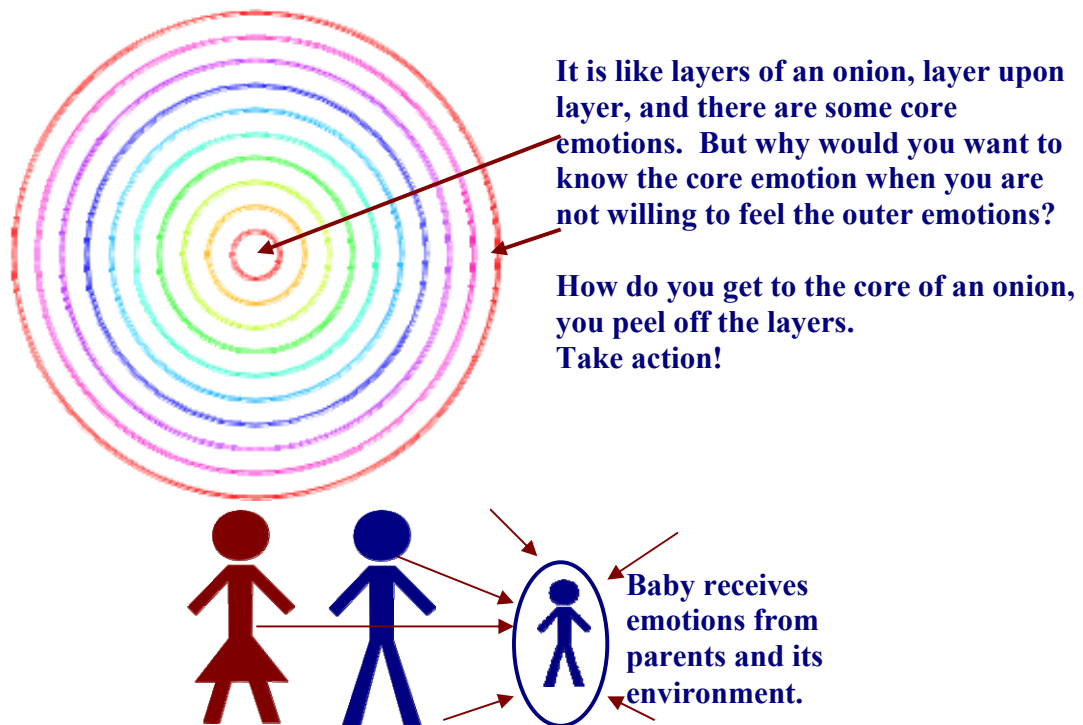 It is like layers of an onion, layer upon
layer, and there are some core
emotions.  But why would you want to
know the core emotion when you are
not willing to feel the outer emotions?
How do you get to the core of an onion,
you peel off the layers.
Take action!
Baby receives
emotions from
parents and its
environment.